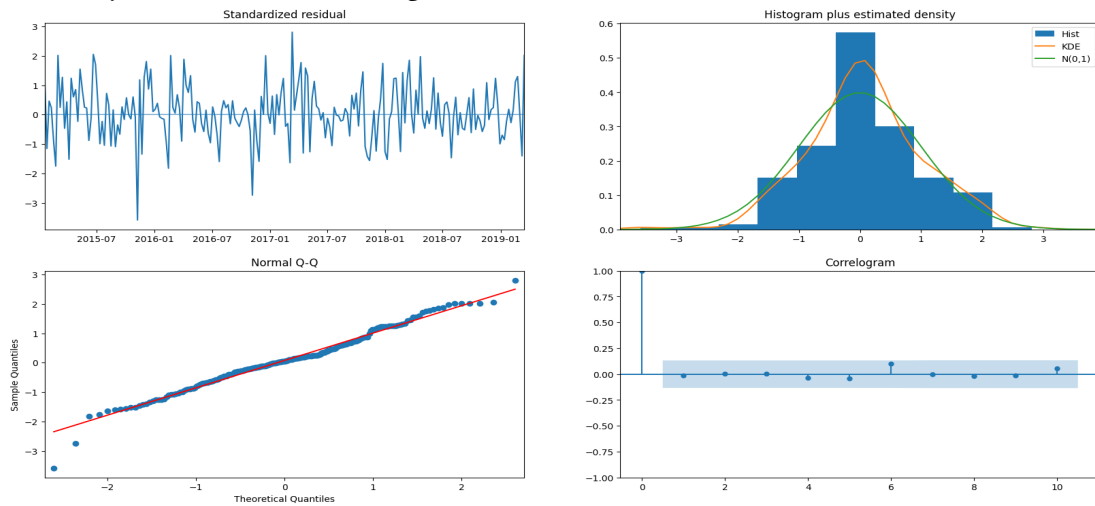 Standardized residual
3
2
1
0
−1
−2
−3
2015-07 2016-01 2016-07 2017-01 2017-07 2018-01 2018-07 2019-01
Histogram plus estimated density
0.6
0.5
0.4
0.3
0.2
0.1
0.0
−3 −2 −1 0 1 2 3
Hist
KDE
N(0,1)
Normal Q-Q
Sample Quantiles
3
2
1
0
−1
−2
−3
−2 −1 0 1 2
Theoretical Quantiles
Correlogram
1.00
0.75
0.50
0.25
0.00
−0.25
−0.50
−0.75
−1.00
0 2 4 6 8 10